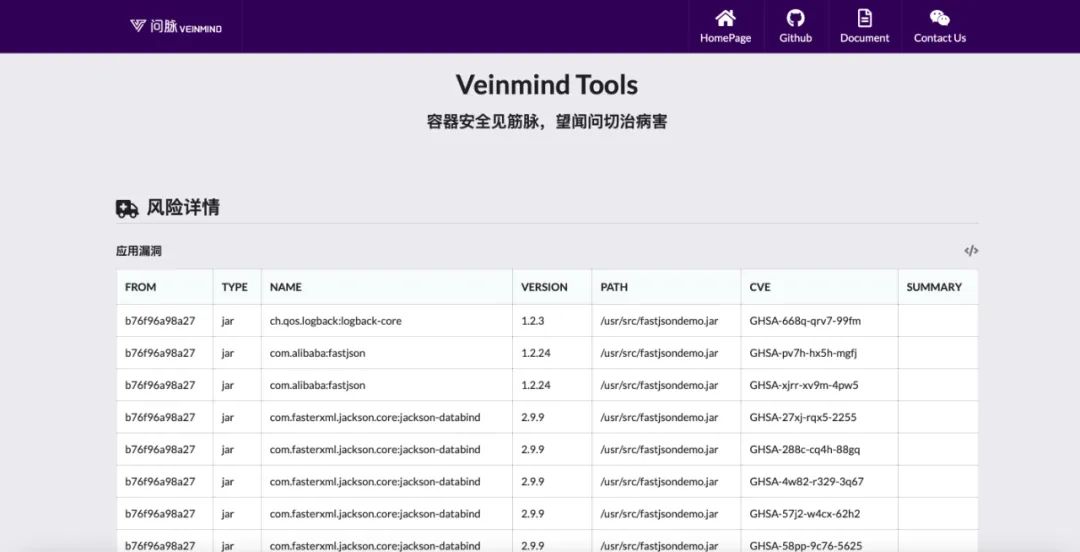 问脉 VEINMIND
HomePage
Github
Document
Contact Us
Veinmind Tools
容器安全见筋脉，望闻问切治病害
风险详情
应用漏洞
</>
FROM TYPE NAME VERSION PATH CVE SUMMARY
b76f96a98a27 jar ch.qos.logback:logback-core 1.2.3 /usr/src/fastjsondemo.jar GHSA-668q-qrv7-99fm
b76f96a98a27 jar com.alibaba:fastjson 1.2.24 /usr/src/fastjsondemo.jar GHSA-pv7h-hx5h-mgfj
b76f96a98a27 jar com.alibaba:fastjson 1.2.24 /usr/src/fastjsondemo.jar GHSA-xjrr-xv9m-4pw5
b76f96a98a27 jar com.fasterxml.jackson.core:jackson-databind 2.9.9 /usr/src/fastjsondemo.jar GHSA-27xj-rqx5-2255
b76f96a98a27 jar com.fasterxml.jackson.core:jackson-databind 2.9.9 /usr/src/fastjsondemo.jar GHSA-288c-cq4h-88gq
b76f96a98a27 jar com.fasterxml.jackson.core:jackson-databind 2.9.9 /usr/src/fastjsondemo.jar GHSA-4w82-r329-3q67
b76f96a98a27 jar com.fasterxml.jackson.core:jackson-databind 2.9.9 /usr/src/fastjsondemo.jar GHSA-57j2-w4cx-62h2
b76f96a98a27 jar com.fasterxml.jackson.core:jackson-databind 2.9.9 /usr/src/fastjsondemo.jar GHSA-58pp-9c76-5625